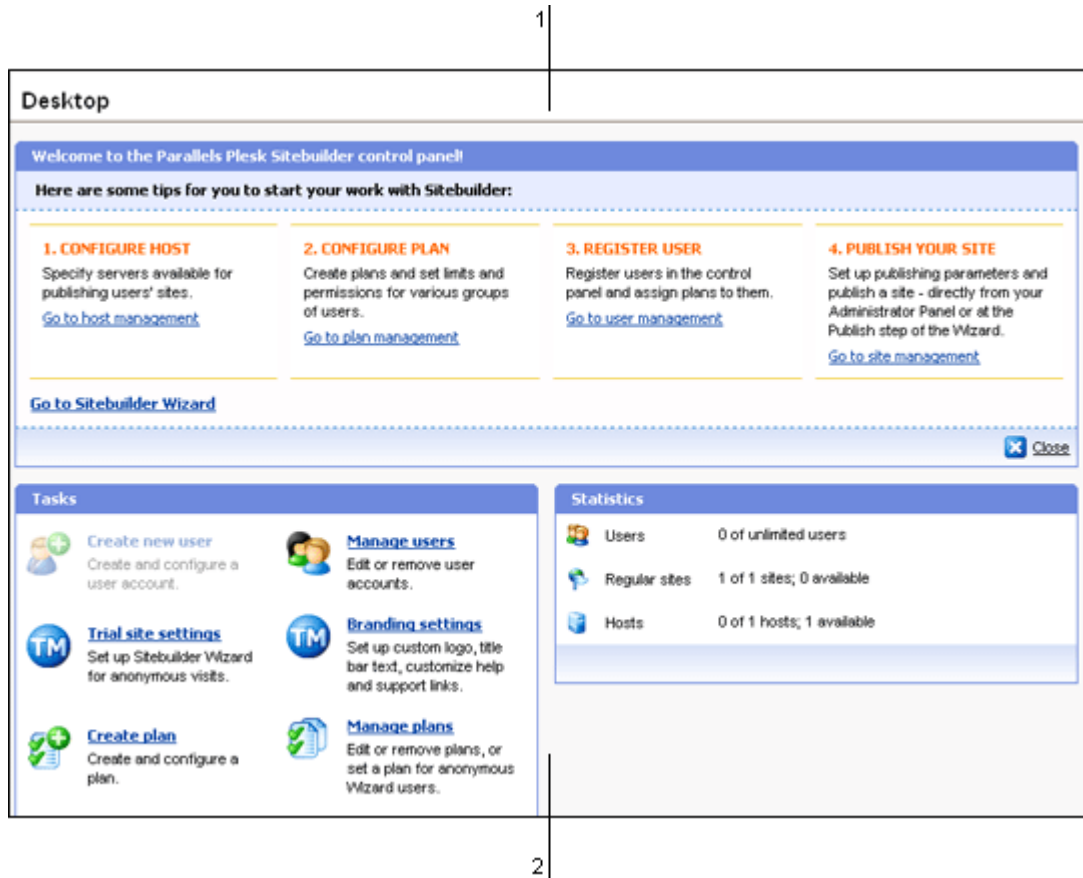 1
Desktop
Welcome to the Parallels Plesk Sitebuilder control panel!
Here are some tips for you to start your work with Sitebuilder:
1. CONFIGURE HOST
Specify servers available for
publishing users' sites.
Go to host management
2. CONFIGURE PLAN
Create plans and set limits and
permissions for various groups
of users.
Go to plan management
3. REGISTER USER
Register users in the control
panel and assign plans to them.
Go to user management
4. PUBLISH YOUR SITE
Set up publishing parameters and
publish a site - directly from your
Administrator Panel or at the
Publish step of the Wizard.
Go to site management
Go to Sitebuilder Wizard
Close
Tasks
Create new user
Create and configure a
user account.
Manage users
Edit or remove user
accounts.
TM
Trial site settings
Set up Sitebuilder Wizard
for anonymous visits.
TM
Branding settings
Set up custom logo, title
bar text, customize help
and support links.
Create plan
Create and configure a
plan.
Manage plans
Edit or remove plans, or
set a plan for anonymous
Wizard users.
Statistics
Users 0 of unlimited users
Regular sites 1 of 1 sites; 0 available
Hosts 0 of 1 hosts; 1 available
2